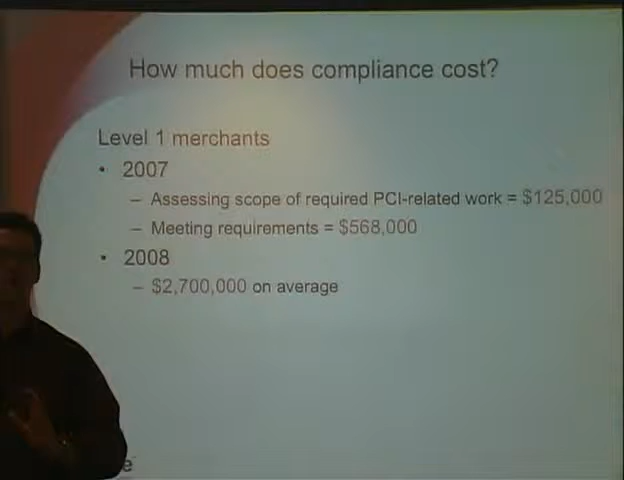 How much does compliance cost?
Level 1 merchants
• 2007
– Assessing scope of required PCI-related work = $125,000
– Meeting requirements = $568,000
• 2008
– $2,700,000 on average